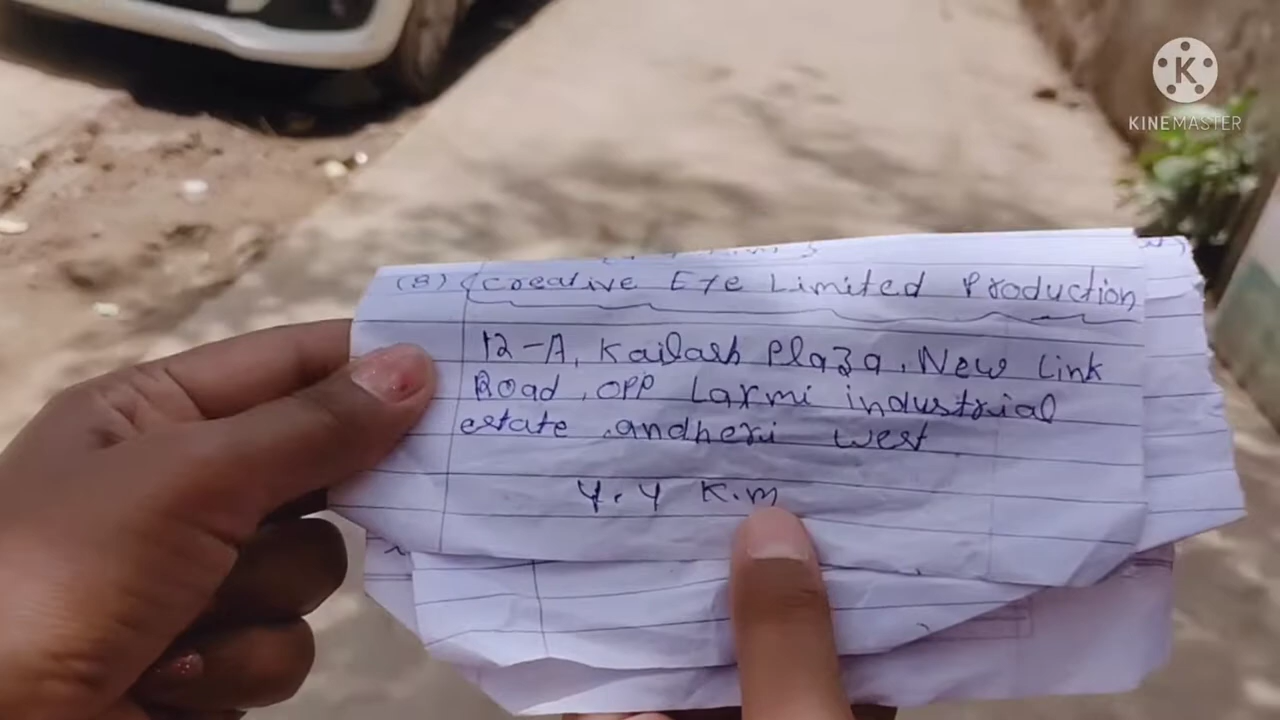 KINEMASTER
(8) Creative Eye Limited Production
12-A, Kailash Plaza, New Link
Road, OPP Laxmi industrial
estate, andheri west
4.4 K.m